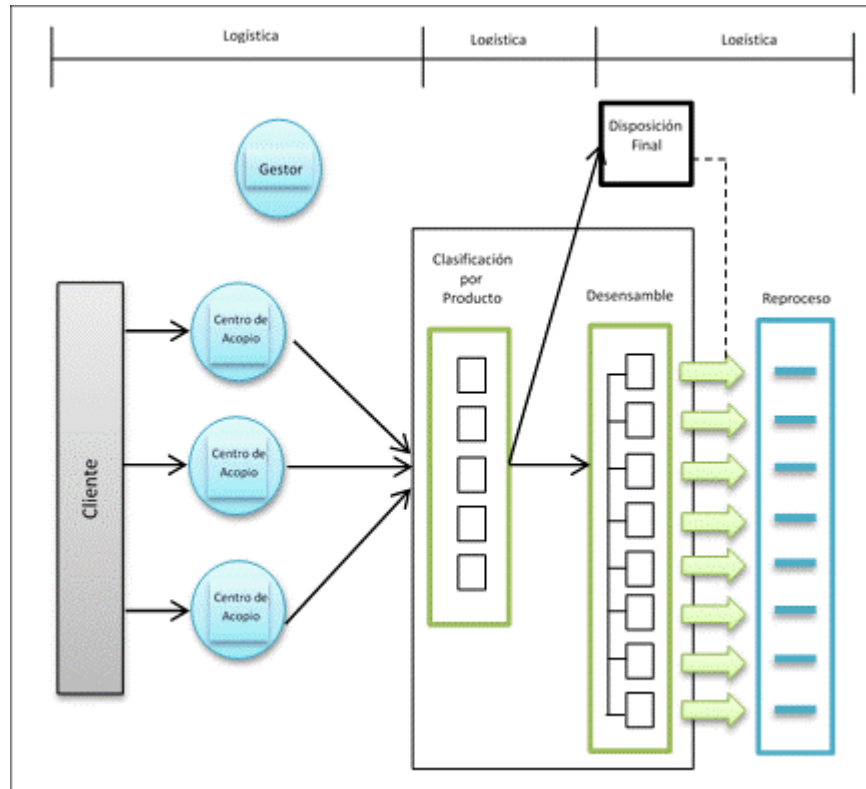 Logística
Logística
Logística
Disposición
Final
Gestor
Clasificación
por
Producto
Desensamble
Reproceso
Centro de
Acopio
Centro de
Acopio
Centro de
Acopio
Cliente